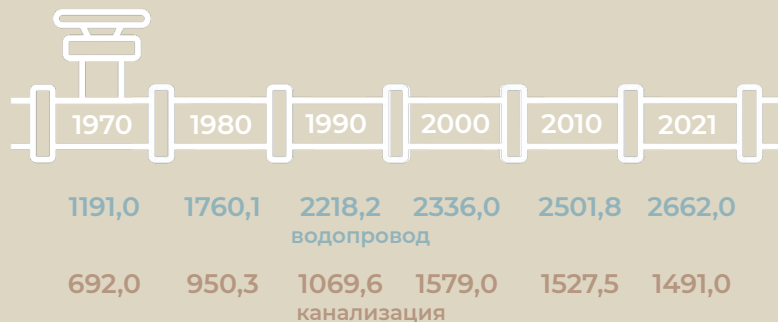 1970 1980 1990 2000 2010 2021
1191,0 1760,1 2218,2 2336,0 2501,8 2662,0
водопровод
692,0 950,3 1069,6 1579,0 1527,5 1491,0
канализация